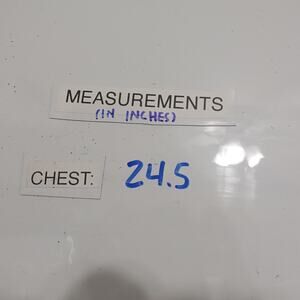 MEASUREMENTS
(IN INCHES)
CHEST: 24.5